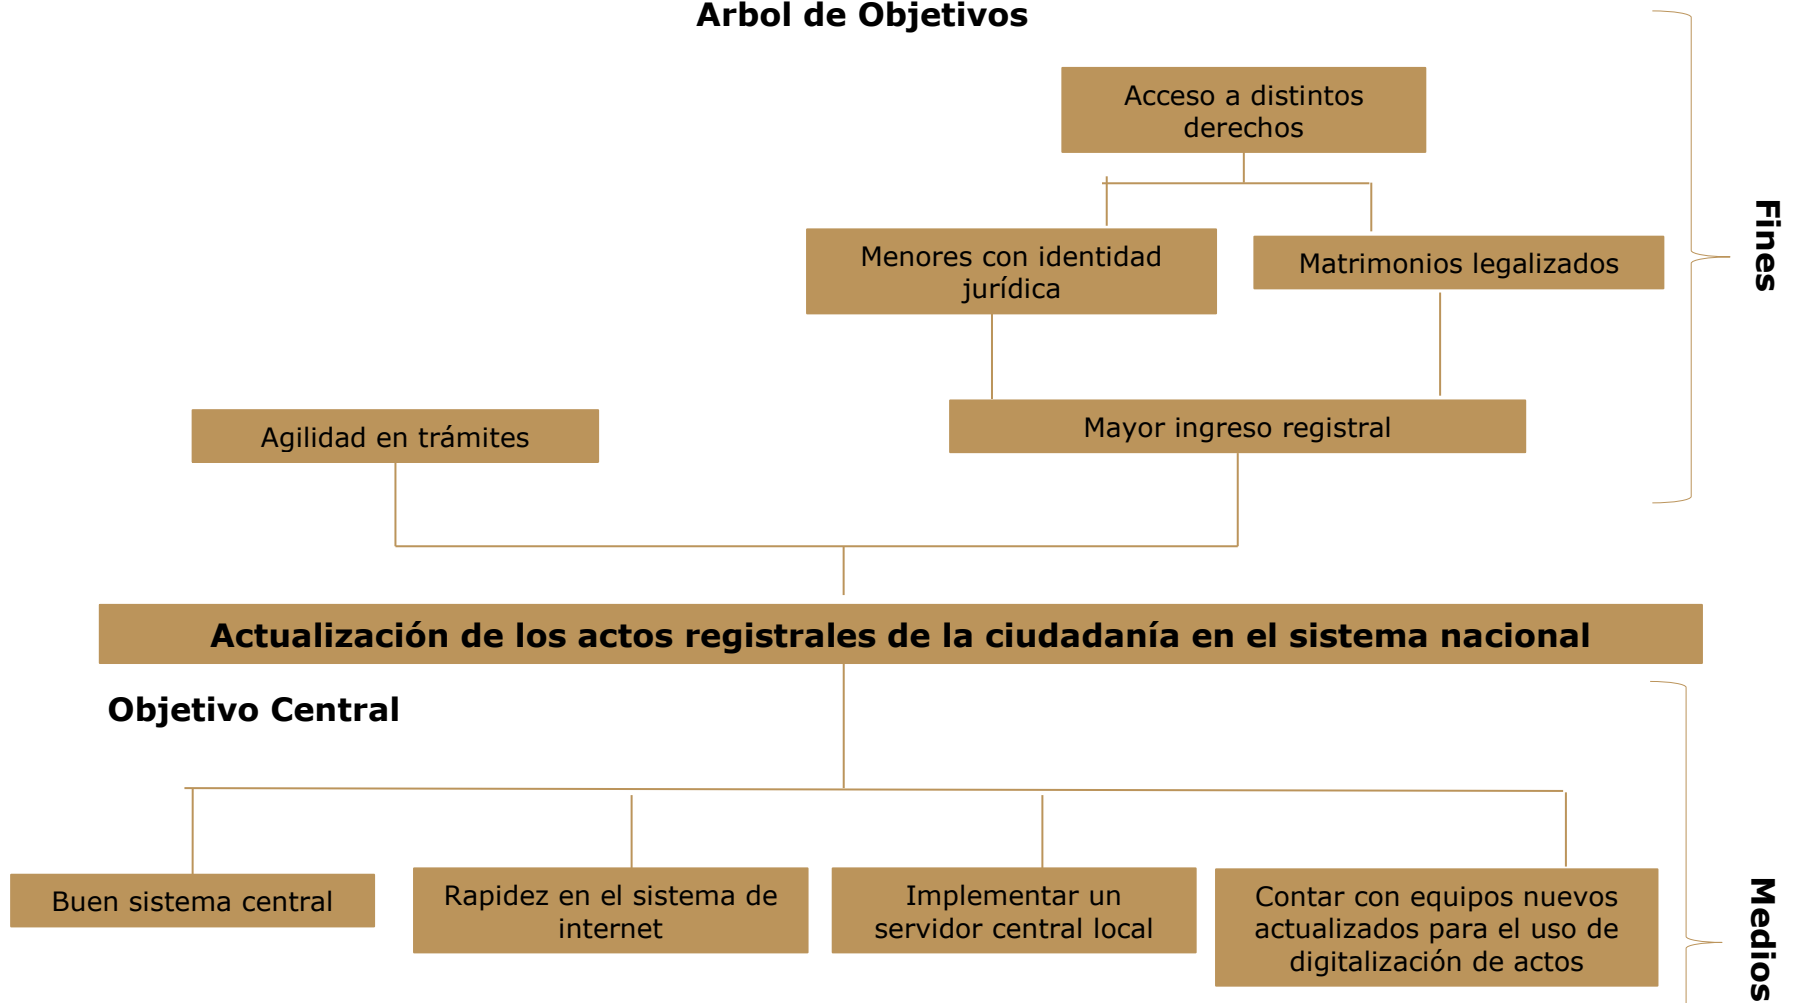 Arbol de Objetivos
Acceso a distintos
derechos
Fines
Menores con identidad
jurídica
Matrimonios legalizados
Agilidad en trámites
Mayor ingreso registral
Actualización de los actos registrales de la ciudadanía en el sistema nacional
Objetivo Central
Buen sistema central
Rapidez en el sistema de
internet
Implementar un
servidor central local
Contar con equipos nuevos
actualizados para el uso de
digitalización de actos
Medios